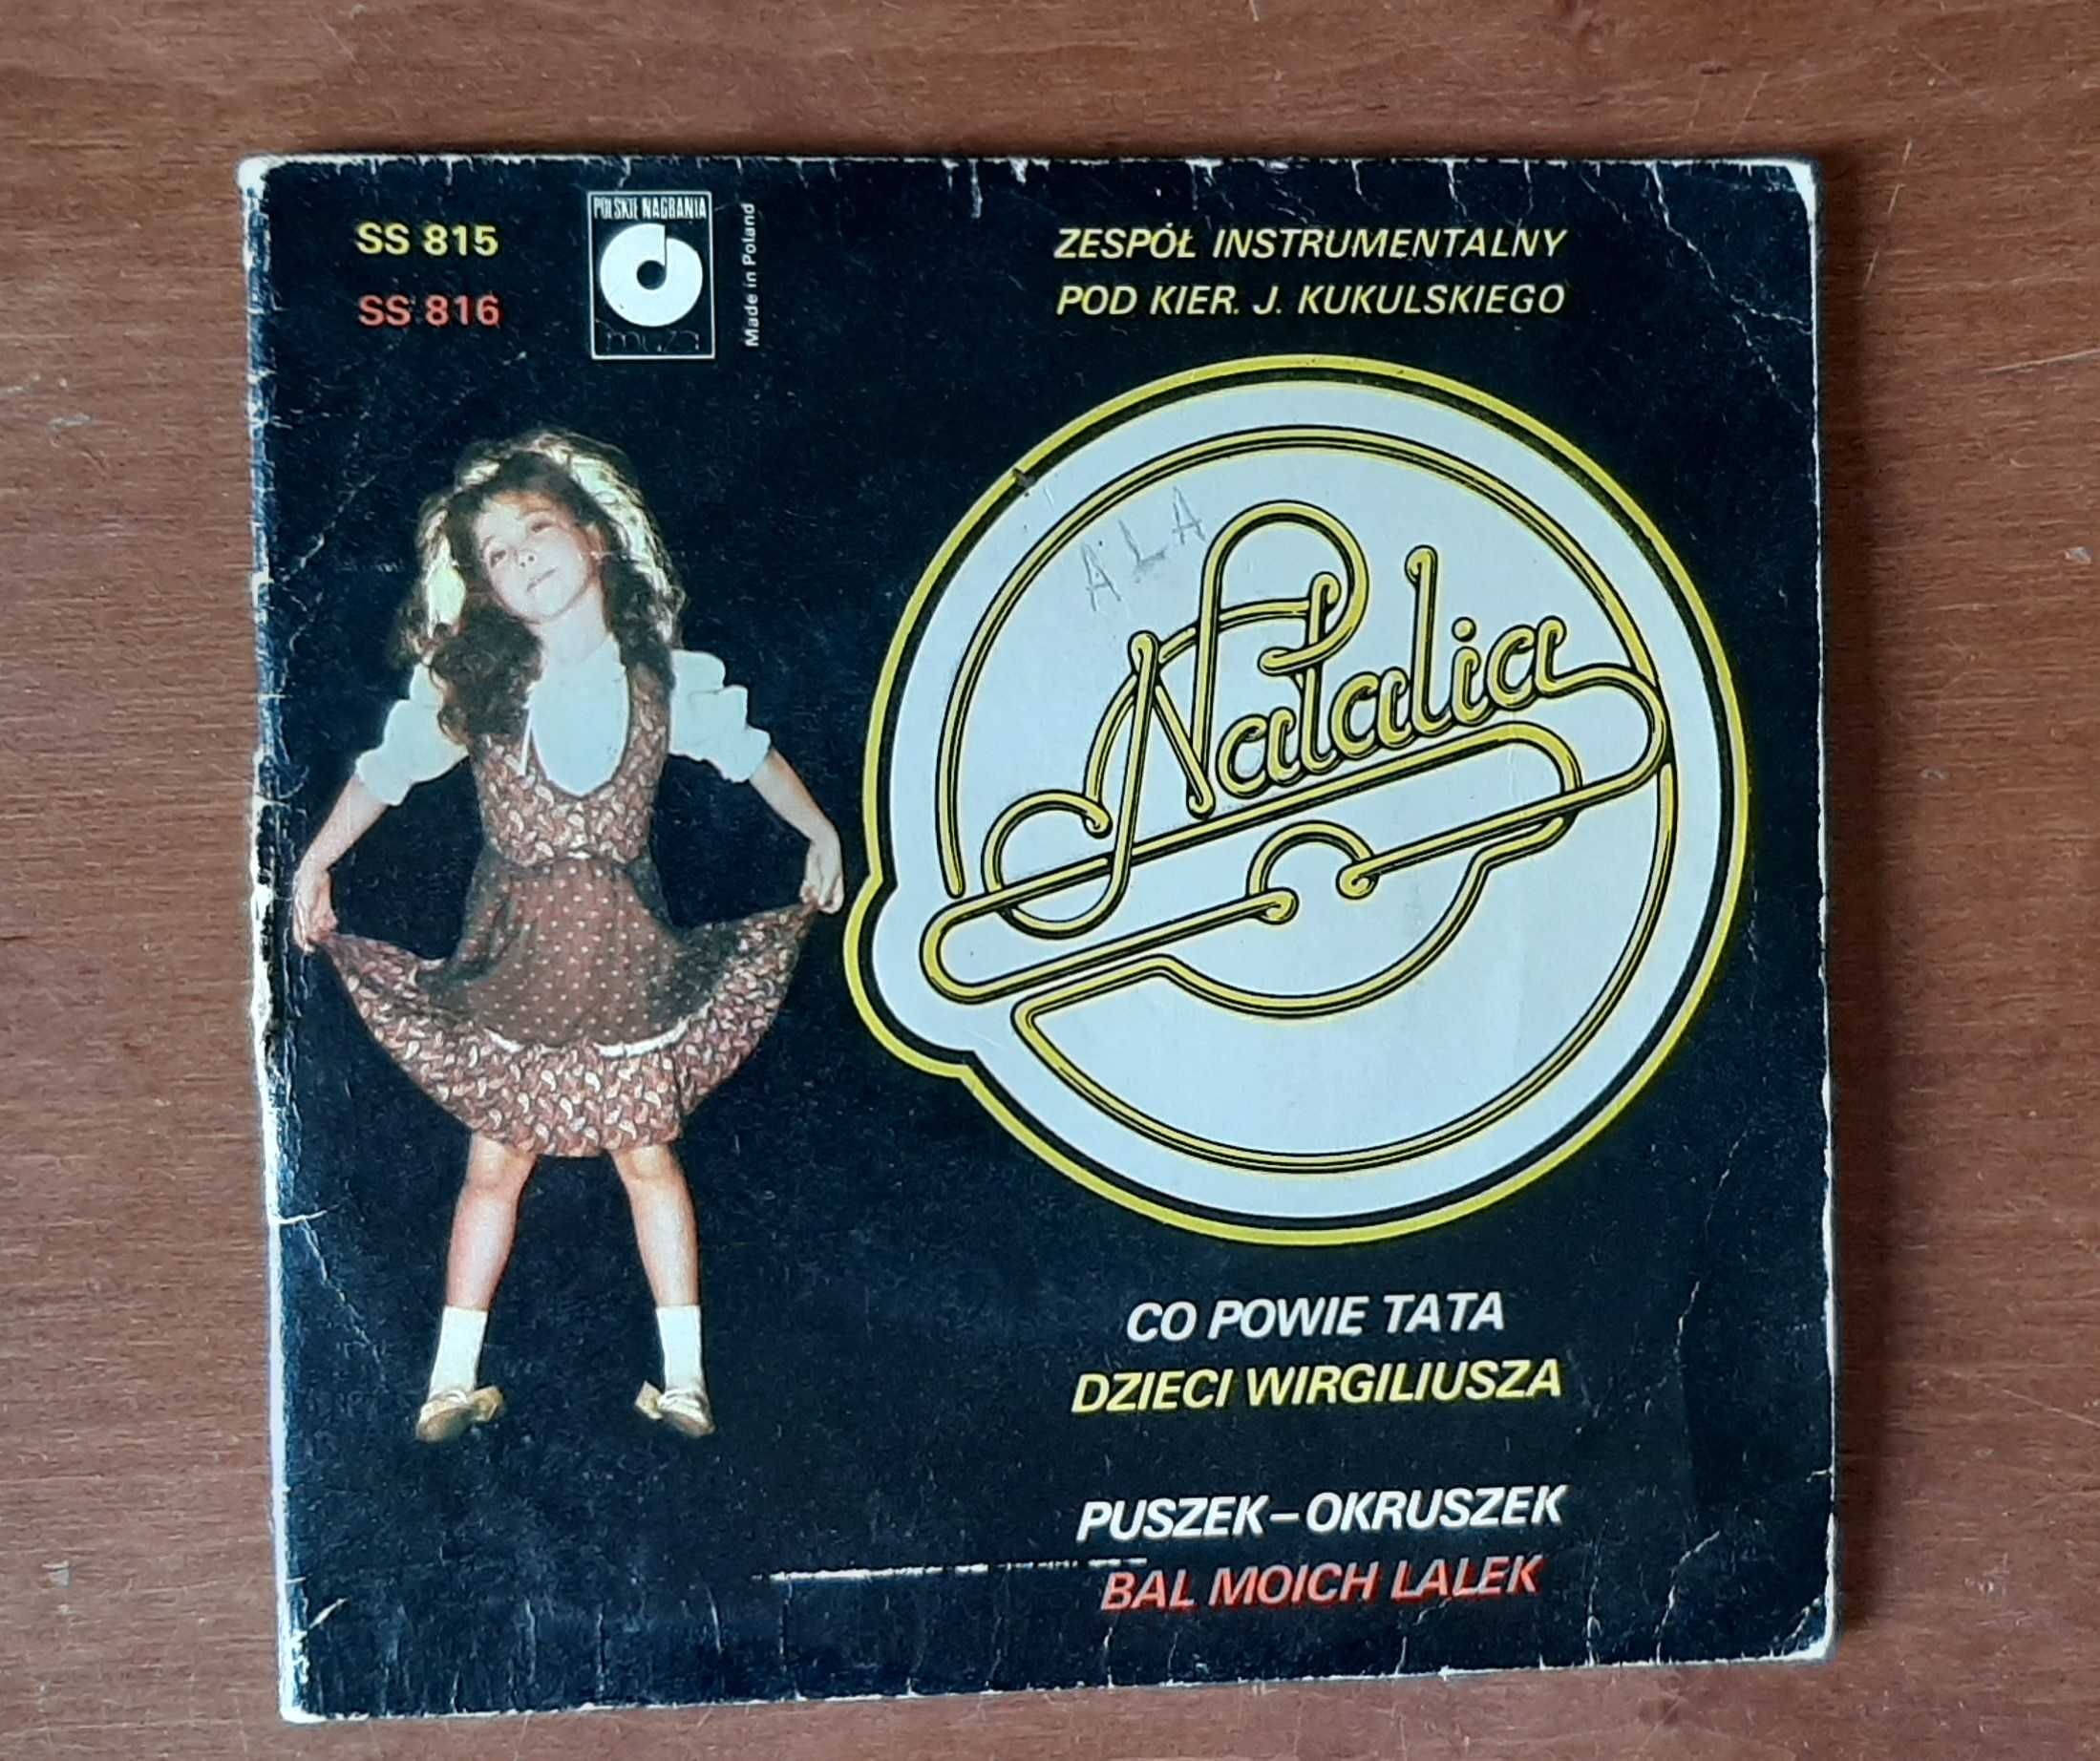 SS 815
SS 816
POLSKIE NAGRANIA
muza
Made in Poland
ZESPÓŁ INSTRUMENTALNY
POD KIER. J. KUKULSKIEGO
ALA
Natalia
CO POWIE TATA
DZIECI WIRGILIUSZA
PUSZEK–OKRUSZEK
BAL MOICH LALEK